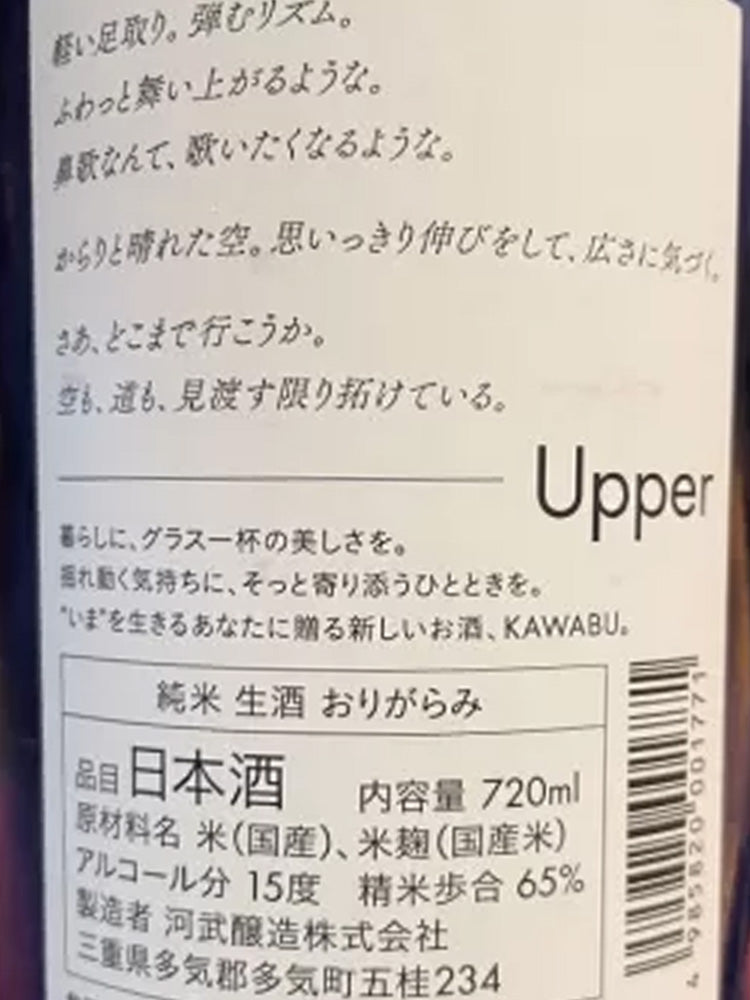 軽い足取り。弾むリズム。
ふわっと舞い上がるような。
鼻歌なんて、歌いたくなるような。
からりと晴れた空。思いっきり伸びをして、広さに気づく。
さあ、どこまで行こうか。
空も、道も、見渡す限り拓けている。
Upper
暮らしに、グラス一杯の美しさを。
揺れ動く気持ちに、そっと寄り添うひとときを。
"いま"を生きるあなたに贈る新しいお酒、KAWABU。
純米 生酒 おりがらみ
品目 日本酒 内容量 720ml
原材料名 米(国産)、米麹(国産米)
アルコール分 15度 精米歩合 65%
製造者 河武醸造株式会社
三重県多気郡多気町五桂234
4 985820 001771